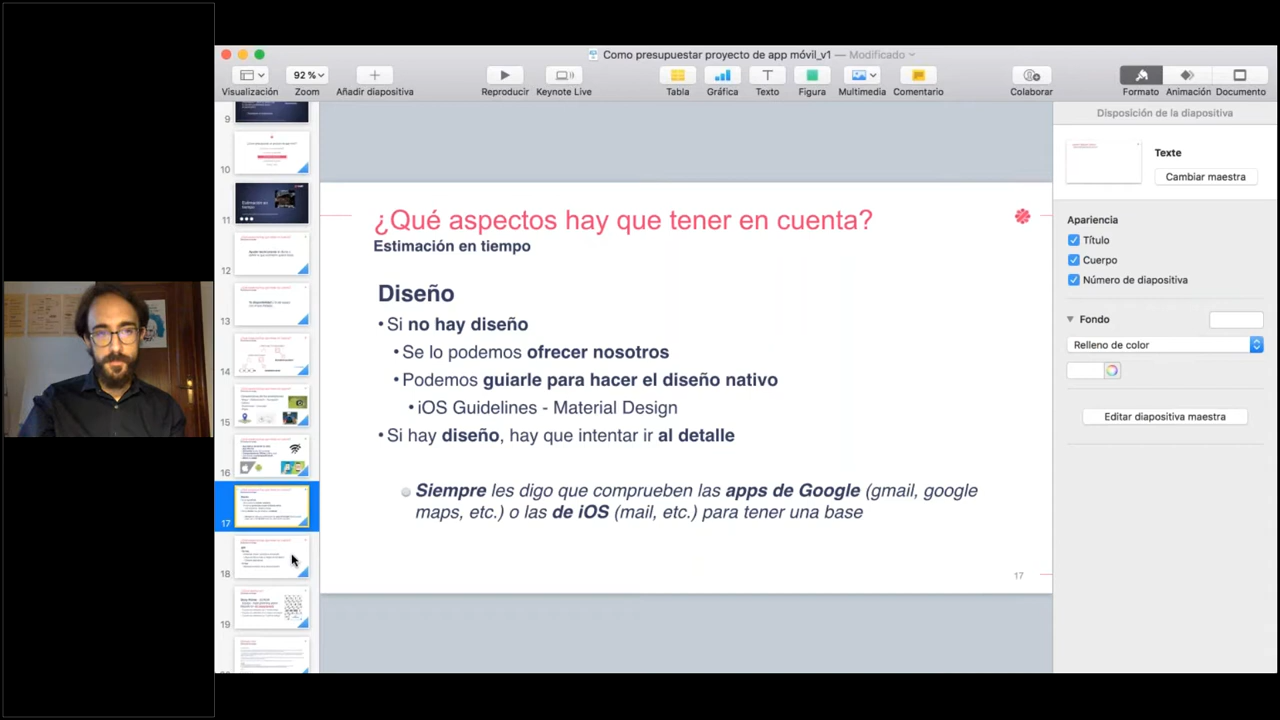 Como presupuestar proyecto de app móvil_v1 — Modificado
92 %
Visualización
Zoom
Añadir diapositiva
Reproducir
Keynote Live
Tabla
Gráfica
Texto
Figura
Multimedia
Comentario
Colaborar
Formato
Animación
Documento
9
10
11
12
13
14
15
16
17
18
19
¿Qué aspectos hay que tener en cuenta?
Estimación en tiempo
Diseño
• Si no hay diseño
• Se lo podemos ofrecer nosotros
• Podemos guiarle para hacer el diseño nativo
iOS Guidelines - Material Design
• Si hay diseño, hay que intentar ir al detalle
Siempre les digo que comprueben las apps de Google (gmail, google
etc.) de iOS (mail, etc) para tener una base
17
Disposición de la diapositiva
Texte
Cambiar maestra
Apariencia
Título
Cuerpo
Número de diapositiva
Fondo
Relleno de color
Editar diapositiva maestra